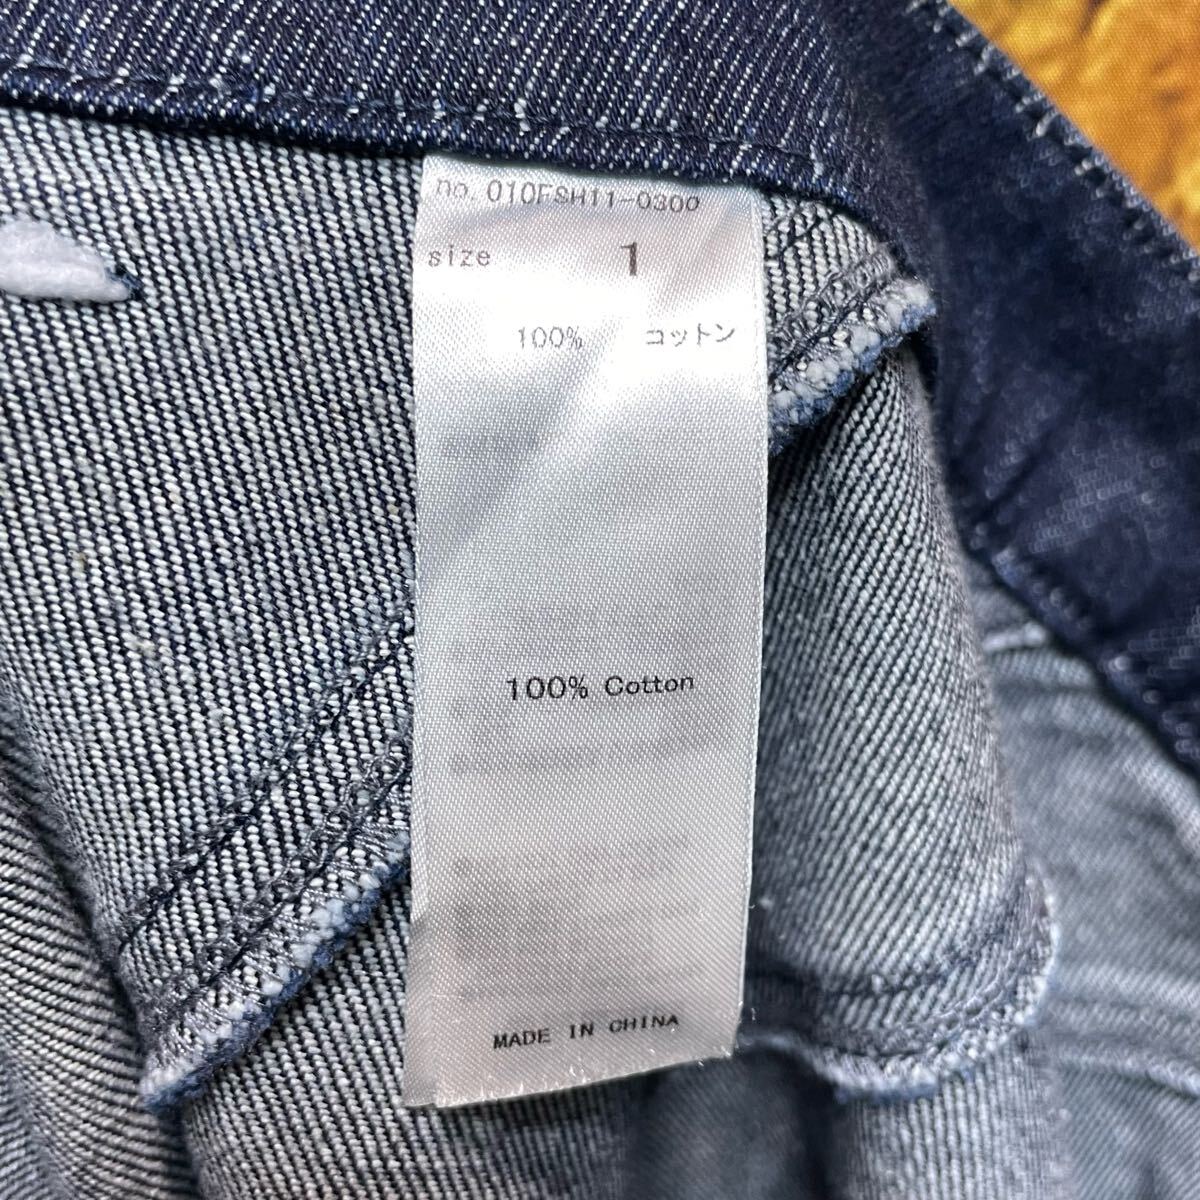 no. 010FSH11-0300
size 1
100% コットン
100% Cotton
MADE IN CHINA